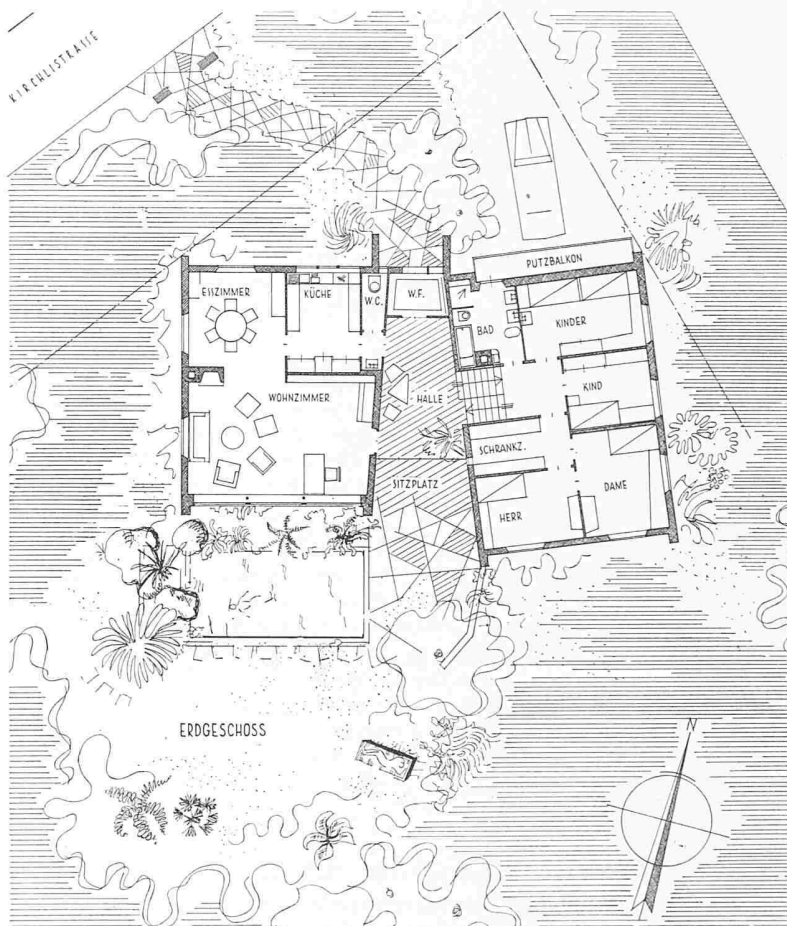 KIRCHLISTRASSE
PUTZBALKON
ESSZIMMER
KÜCHE
W.C.
W.F.
BAD
KINDER
WOHNZIMMER
HALLE
KIND
SCHRANKZ.
SITZPLATZ
DAME
HERR
ERDGESCHOSS
N